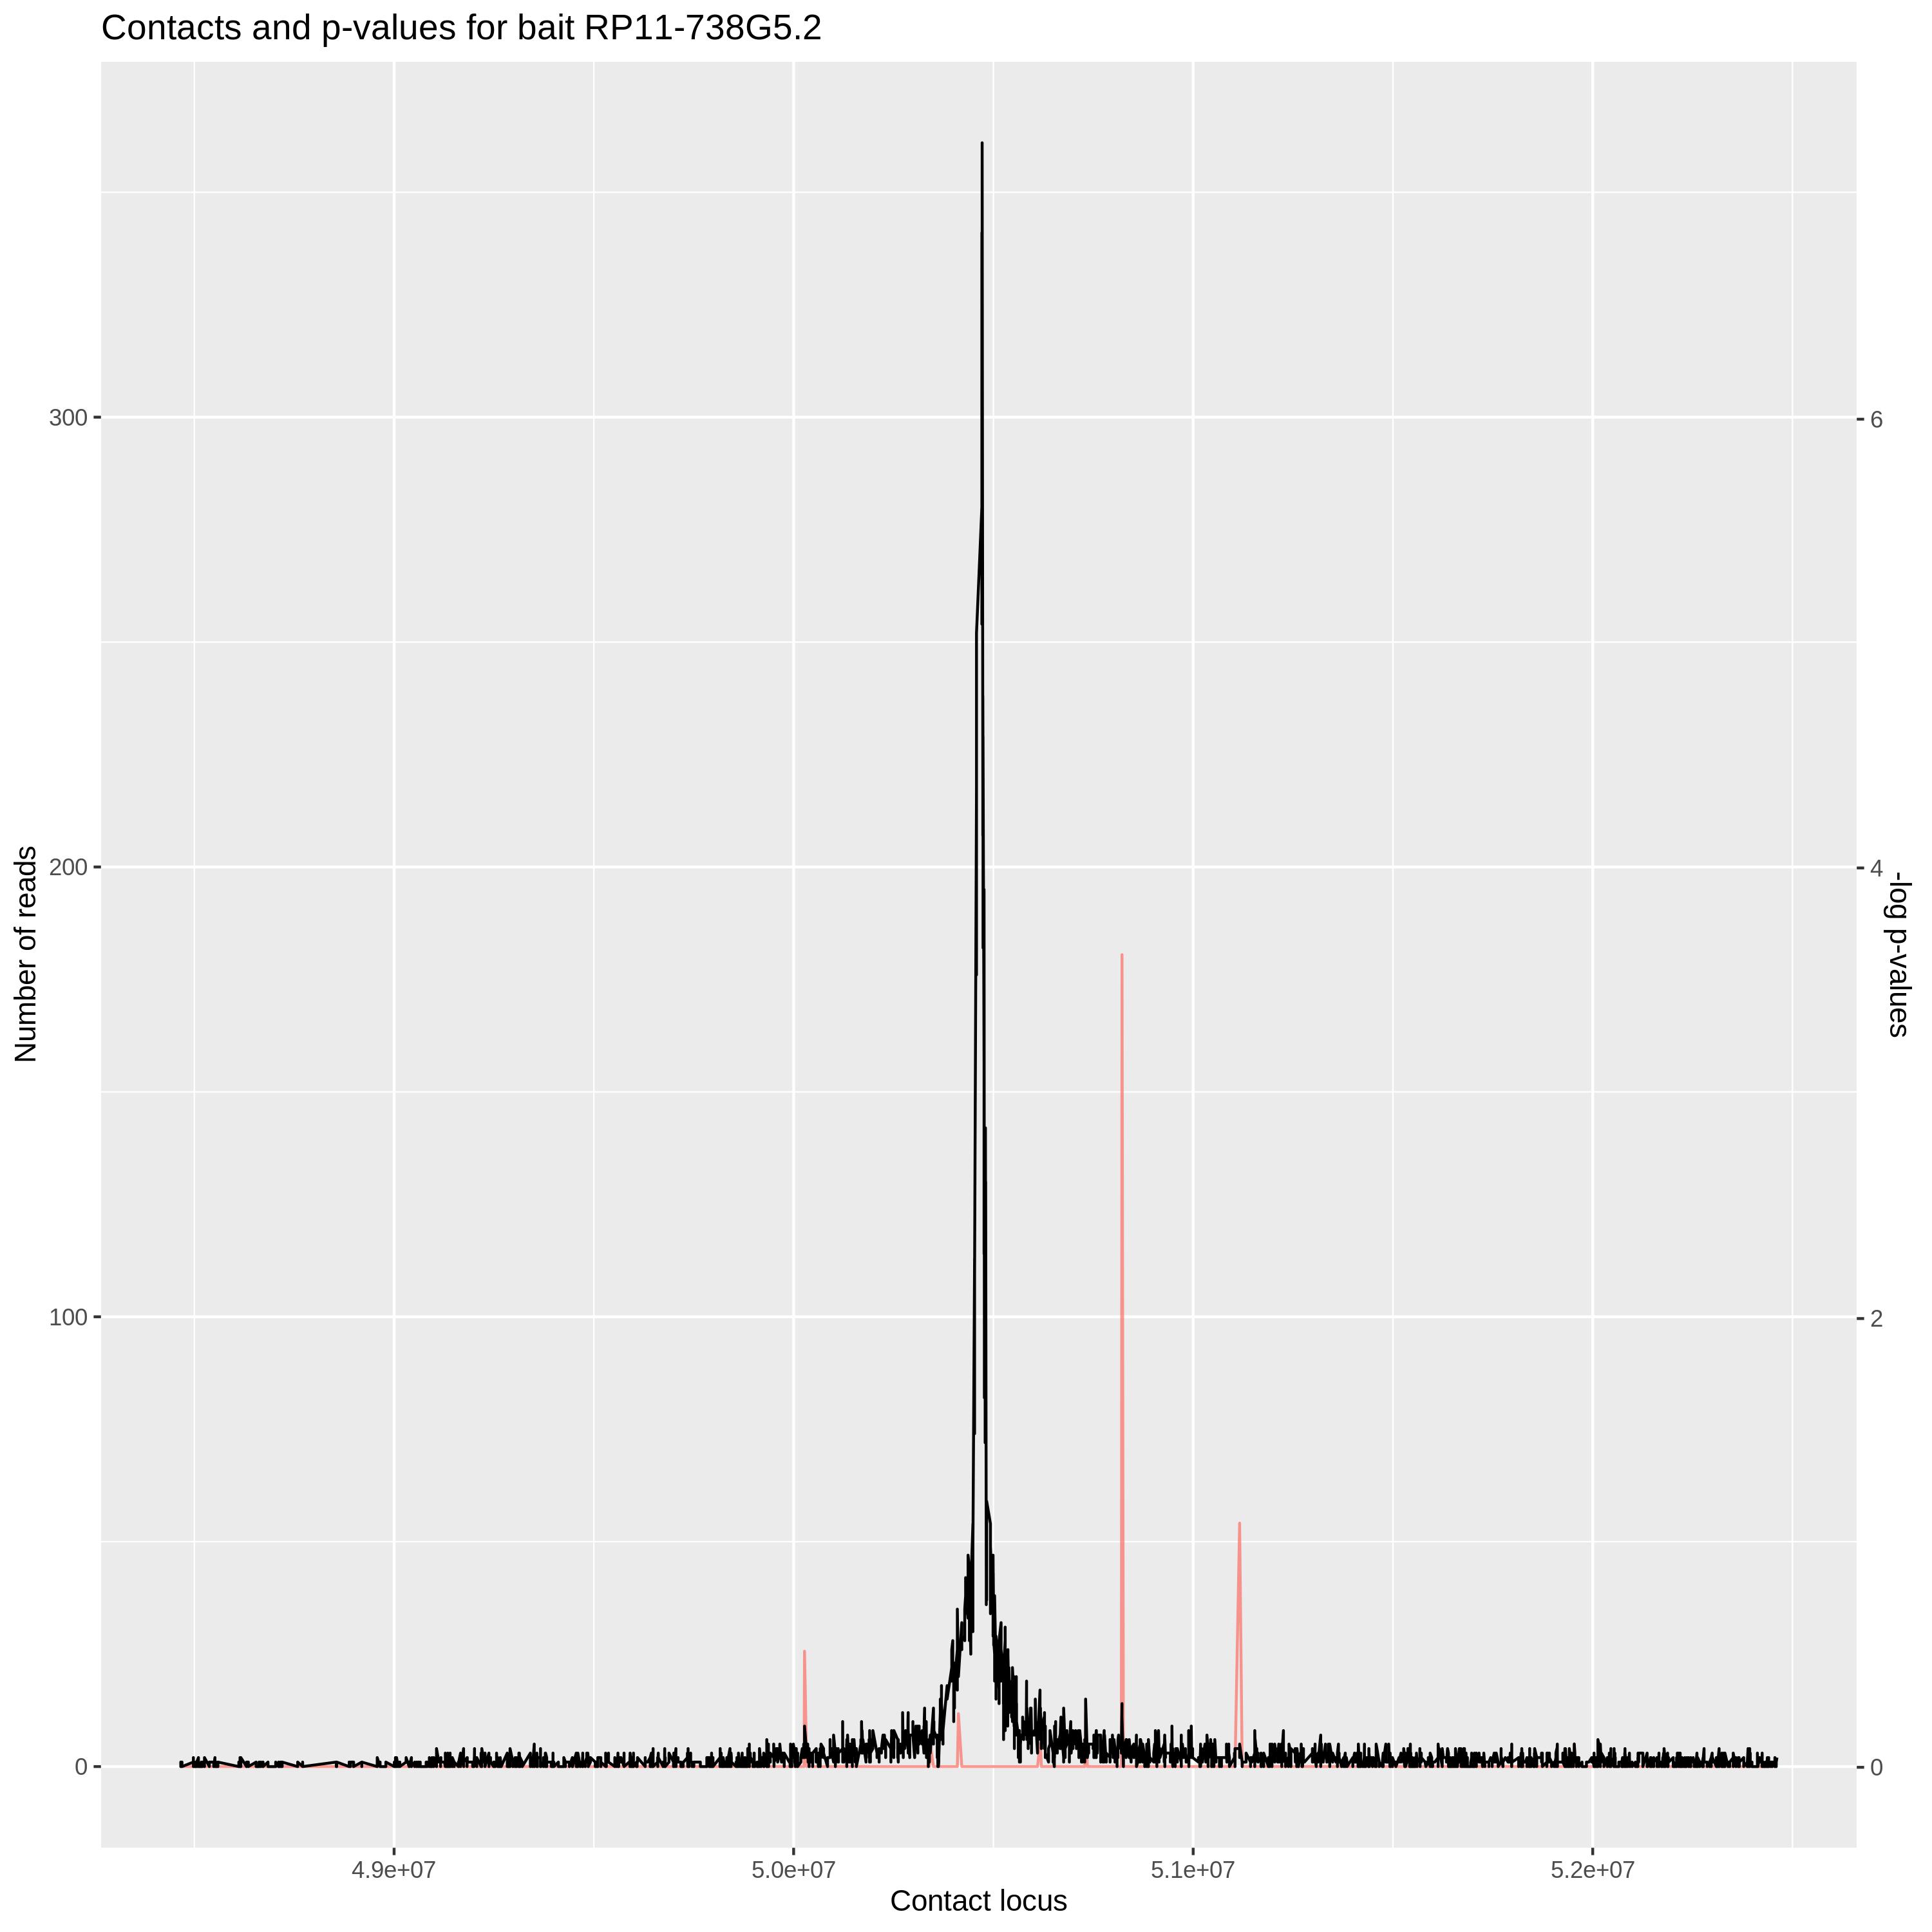 Contacts and p-values for bait RP11-738G5.2
Number of reads
300
200
100
0
6
4
2
0
-log p-values
4.9e+07
5.0e+07
5.1e+07
5.2e+07
Contact locus